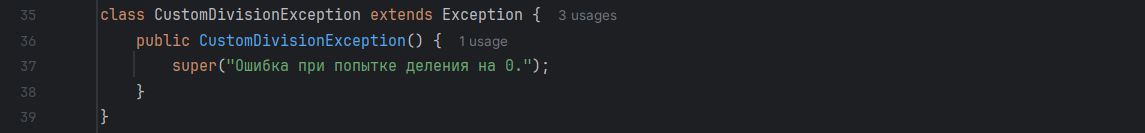 35 class CustomDivisionException extends Exception { 3 usages
36 public CustomDivisionException() { 1 usage
37 super("Ошибка при попытке деления на 0.");
38 }
39 }